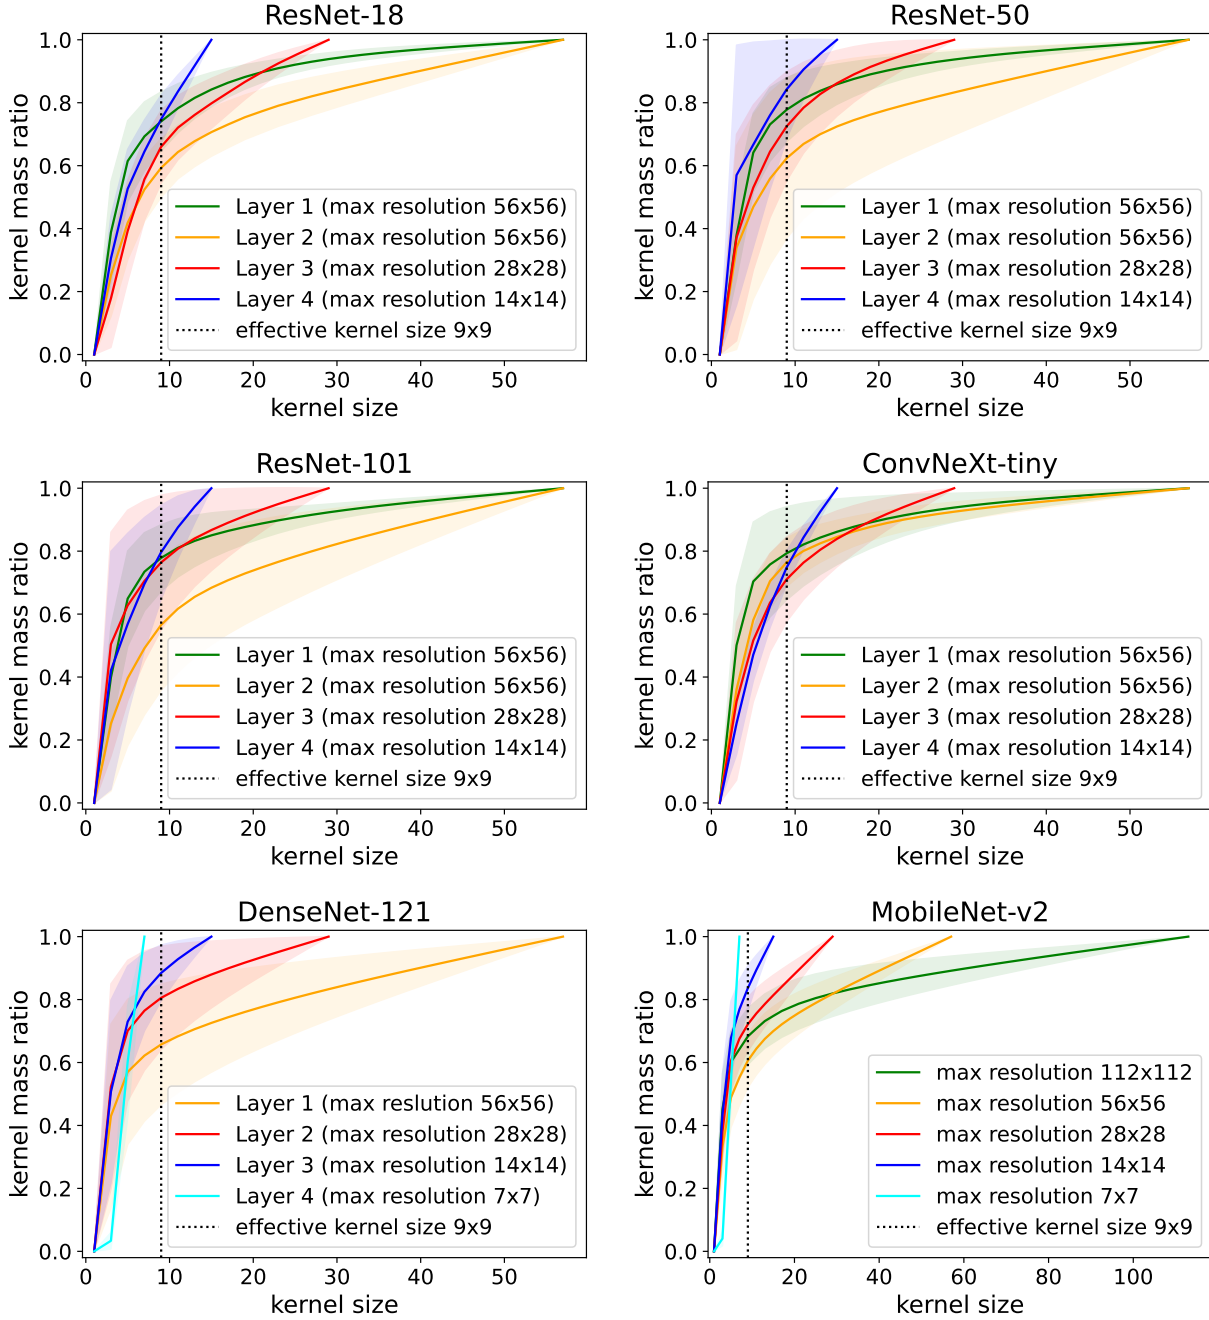 ResNet-18
1.0
0.8
0.6
0.4
0.2
0.0
kernel mass ratio
Layer 1 (max resolution 56x56)
Layer 2 (max resolution 56x56)
Layer 3 (max resolution 28x28)
Layer 4 (max resolution 14x14)
effective kernel size 9x9
0 10 20 30 40 50
kernel size
ResNet-50
1.0
0.8
0.6
0.4
0.2
0.0
kernel mass ratio
Layer 1 (max resolution 56x56)
Layer 2 (max resolution 56x56)
Layer 3 (max resolution 28x28)
Layer 4 (max resolution 14x14)
effective kernel size 9x9
0 10 20 30 40 50
kernel size
ResNet-101
1.0
0.8
0.6
0.4
0.2
0.0
kernel mass ratio
Layer 1 (max resolution 56x56)
Layer 2 (max resolution 56x56)
Layer 3 (max resolution 28x28)
Layer 4 (max resolution 14x14)
effective kernel size 9x9
0 10 20 30 40 50
kernel size
ConvNeXt-tiny
1.0
0.8
0.6
0.4
0.2
0.0
kernel mass ratio
Layer 1 (max resolution 56x56)
Layer 2 (max resolution 56x56)
Layer 3 (max resolution 28x28)
Layer 4 (max resolution 14x14)
effective kernel size 9x9
0 10 20 30 40 50
kernel size
DenseNet-121
1.0
0.8
0.6
0.4
0.2
0.0
kernel mass ratio
Layer 1 (max reslution 56x56)
Layer 2 (max resolution 28x28)
Layer 3 (max resolution 14x14)
Layer 4 (max resolution 7x7)
effective kernel size 9x9
0 10 20 30 40 50
kernel size
MobileNet-v2
1.0
0.8
0.6
0.4
0.2
0.0
kernel mass ratio
max resolution 112x112
max resolution 56x56
max resolution 28x28
max resolution 14x14
max resolution 7x7
effective kernel size 9x9
0 20 40 60 80 100
kernel size